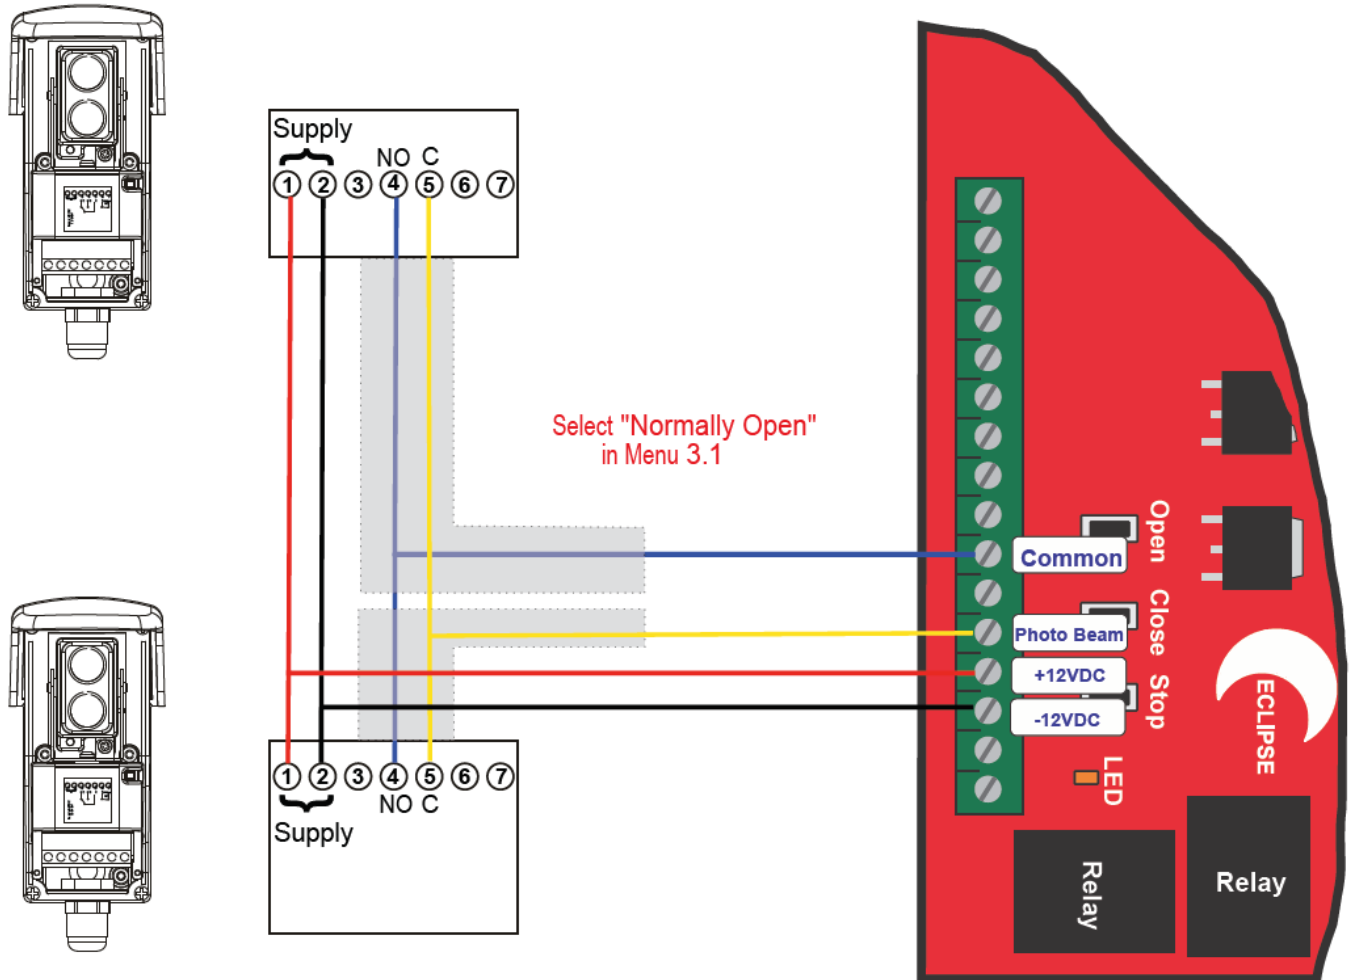 Supply
NO C
1 2 3 4 5 6 7
Select "Normally Open"
in Menu 3.1
Open
Common
Close
Photo Beam
+12VDC
Stop
-12VDC
ECLIPSE
LED
1 2 3 4 5 6 7
NO C
Supply
Relay
Relay